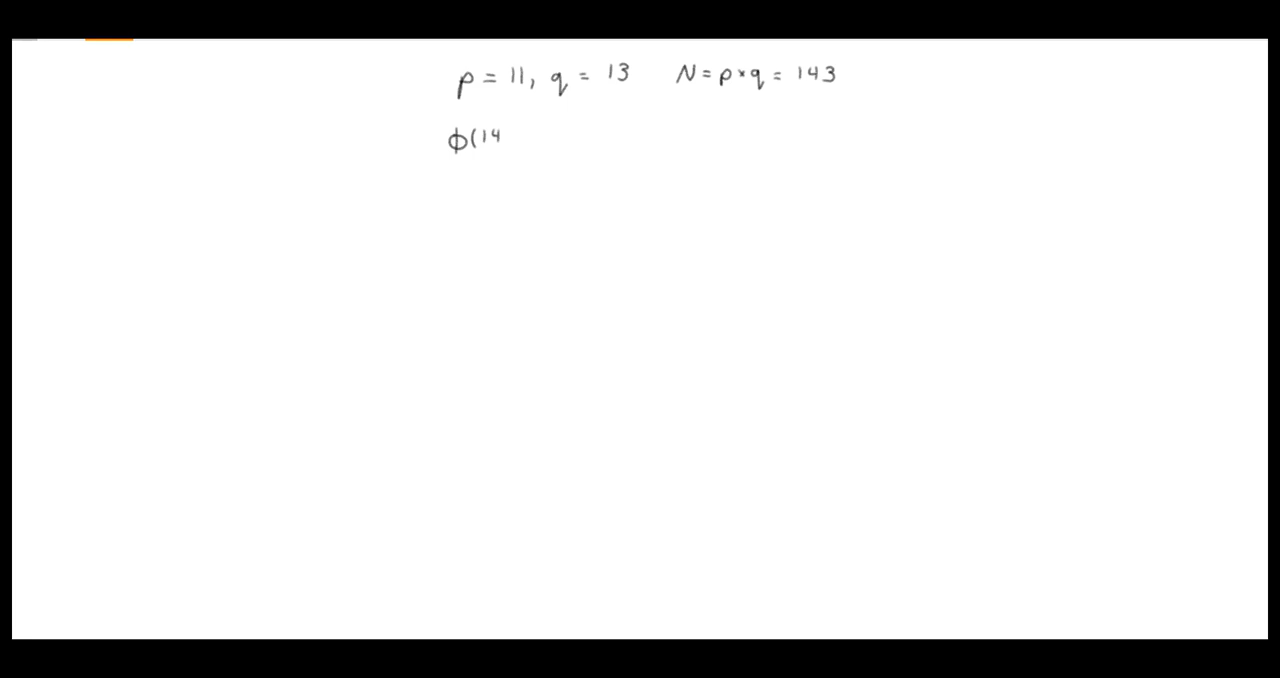 p = 11, q = 13 N = p × q = 143
ϕ(14